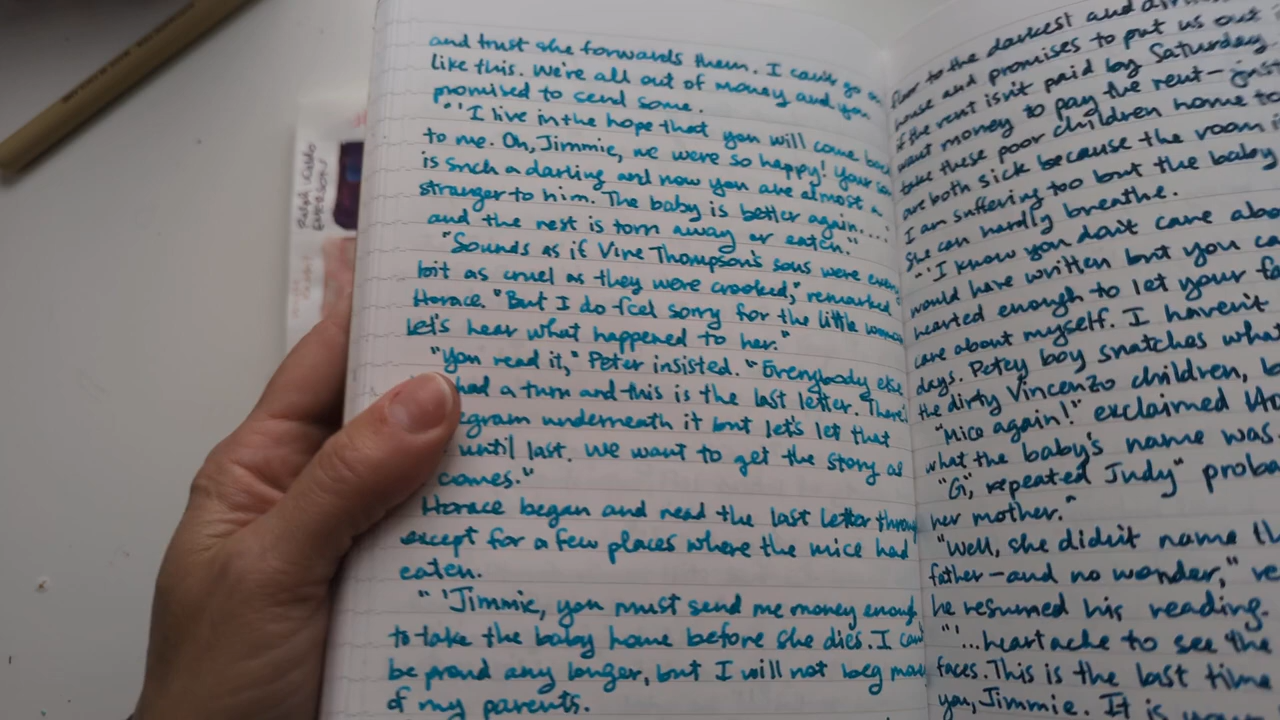 and trust she forwards them. I can't go on
like this. We're all out of money and you
promised to send some.
"'I live in the hope that you will come back
to me. Oh, Jimmie, we were so happy! Your son
is such a darling and now you are almost a
stranger to him. The baby is better again....'
and the rest is torn away or eaten."
"Sounds as if Vine Thompson's sons were every
bit as cruel as they were crooked," remarked
Horace. "But I do feel sorry for the little woman
Let's hear what happened to her."
"You read it," Peter insisted. "Everybody else
had a turn and this is the last letter. There's
underneath it but let's let that
until last. We want to get the story as
comes."
Horace began and read the last letter through
except for a few places where the mice had
eaten.
"'Jimmie, you must send me money enough
to take the baby home before she dies. I can't
be proud any longer, but I will not beg
of my parents.
floor to the darkest and
house and promises to put us out
if the rent isn't paid by Saturday.
want money to pay the rent—just
take these poor children home to
are both sick because the room
I am suffering too but the baby
she can hardly breathe.
"'I know you don't care
would have written but you
hearted enough to let your
care about myself. I haven't
days. Petey boy snatches
the dirty Vincenzo children,
"Mice again!" exclaimed
what the baby's name was.
"G", repeated Judy"
her mother."
"Well, she didn't name
father—and no wonder,"
he resumed his reading.
"'...heartache to see the
faces. This is the last time
you, Jimmie. It is
Ralph Waldo
Emerson